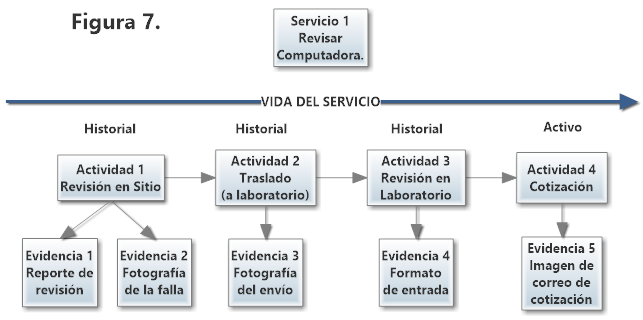 Figura 7.
Servicio 1
Revisar
Computadora.
VIDA DEL SERVICIO
Historial
Historial
Historial
Activo
Actividad 1
Revisión en Sitio
Actividad 2
Traslado
(a laboratorio)
Actividad 3
Revisión en
Laboratorio
Actividad 4
Cotización
Evidencia 1
Reporte de
revisión
Evidencia 2
Fotografía
de la falla
Evidencia 3
Fotografía
del envío
Evidencia 4
Formato
de entrada
Evidencia 5
Imagen de
correo de
cotización